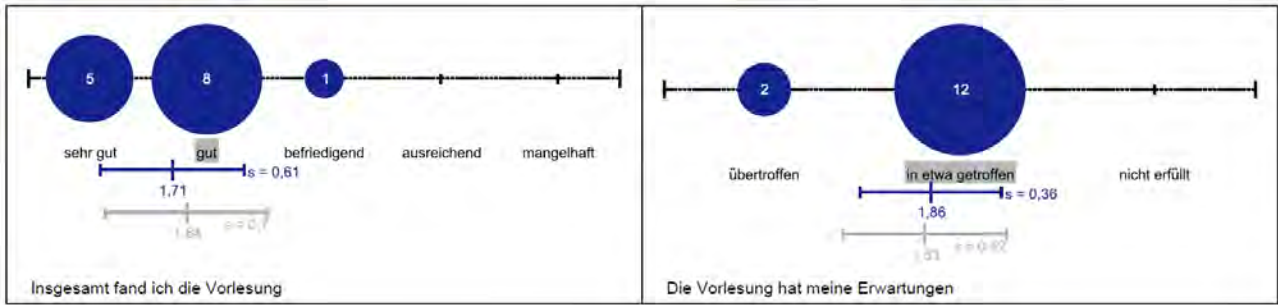 5
8
1
sehr gut
gut
befriedigend
ausreichend
mangelhaft
s = 0,61
1,71
Insgesamt fand ich die Vorlesung
2
12
übertroffen
in etwa getroffen
nicht erfüllt
s = 0,36
1,86
Die Vorlesung hat meine Erwartungen